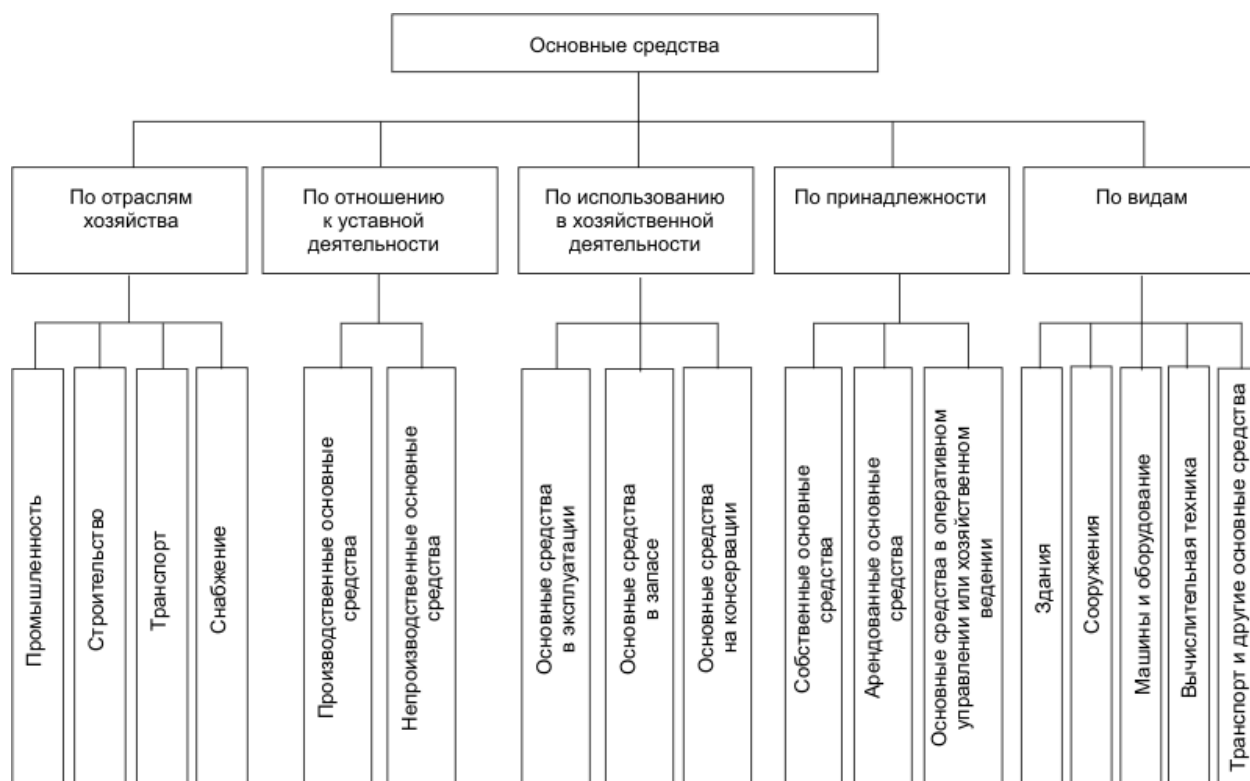 Основные средства
По отраслям
хозяйства
По отношению
к уставной
деятельности
По использованию
в хозяйственной
деятельности
По принадлежности
По видам
Промышленность
Строительство
Транспорт
Снабжение
Производственные основные
средства
Непроизводственные основные
средства
Основные средства
в эксплуатации
Основные средства
в запасе
Основные средства
на консервации
Собственные основные
средства
Арендованные основные
средства
Основные средства в оперативном
управлении или хозяйственном
ведении
Здания
Сооружения
Машины и оборудование
Вычислительная техника
Транспорт и другие основные средства